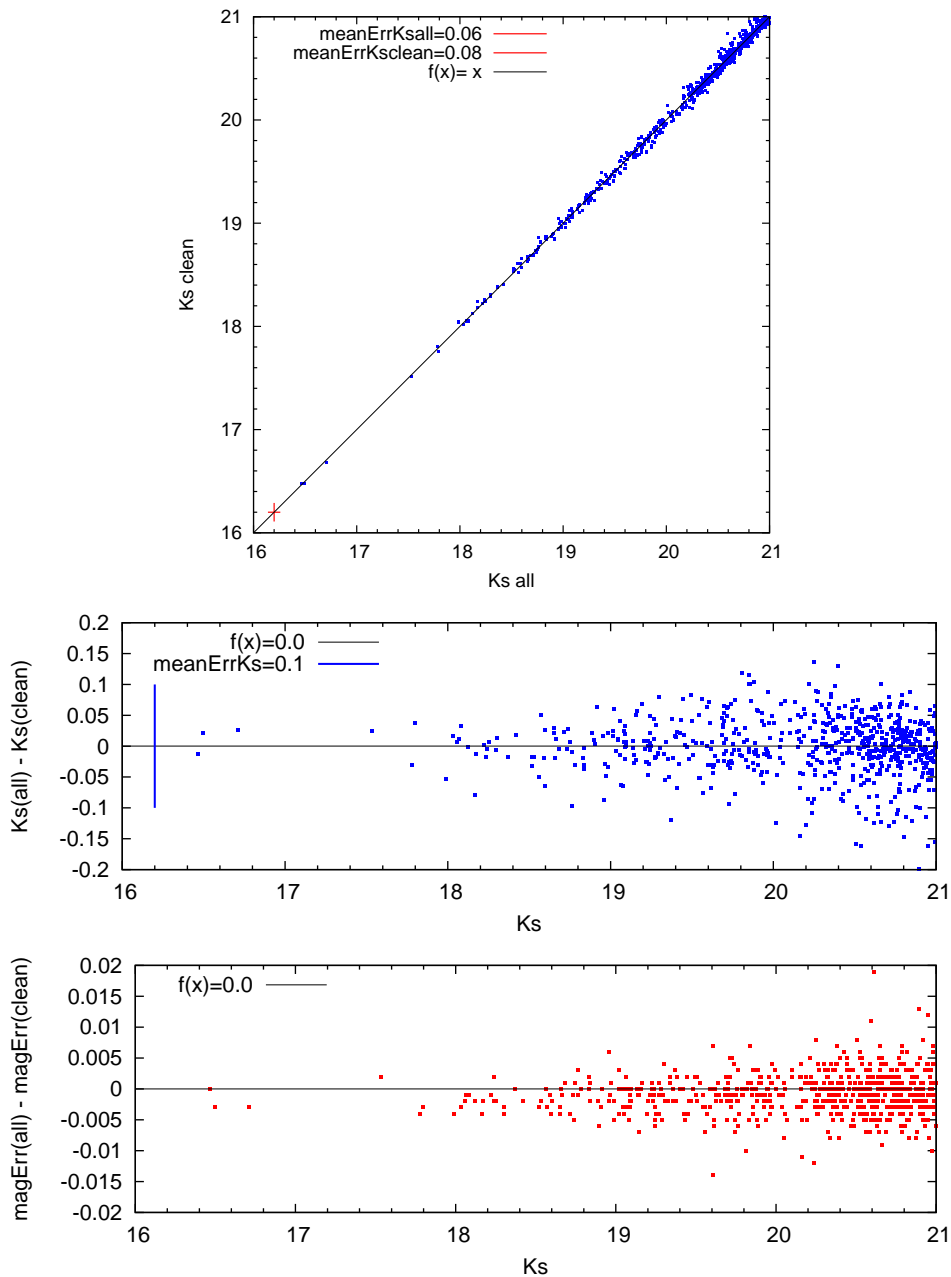 21
20
19
18
17
16
Ks clean
meanErrKsall=0.06
meanErrKsclean=0.08
f(x)= x
16 17 18 19 20 21
Ks all
0.2
0.15
0.1
0.05
0
-0.05
-0.1
-0.15
-0.2
Ks(all) - Ks(clean)
f(x)=0.0
meanErrKs=0.1
16 17 18 19 20 21
Ks
0.02
0.015
0.01
0.005
0
-0.005
-0.01
-0.015
-0.02
magErr(all) - magErr(clean)
f(x)=0.0
16 17 18 19 20 21
Ks